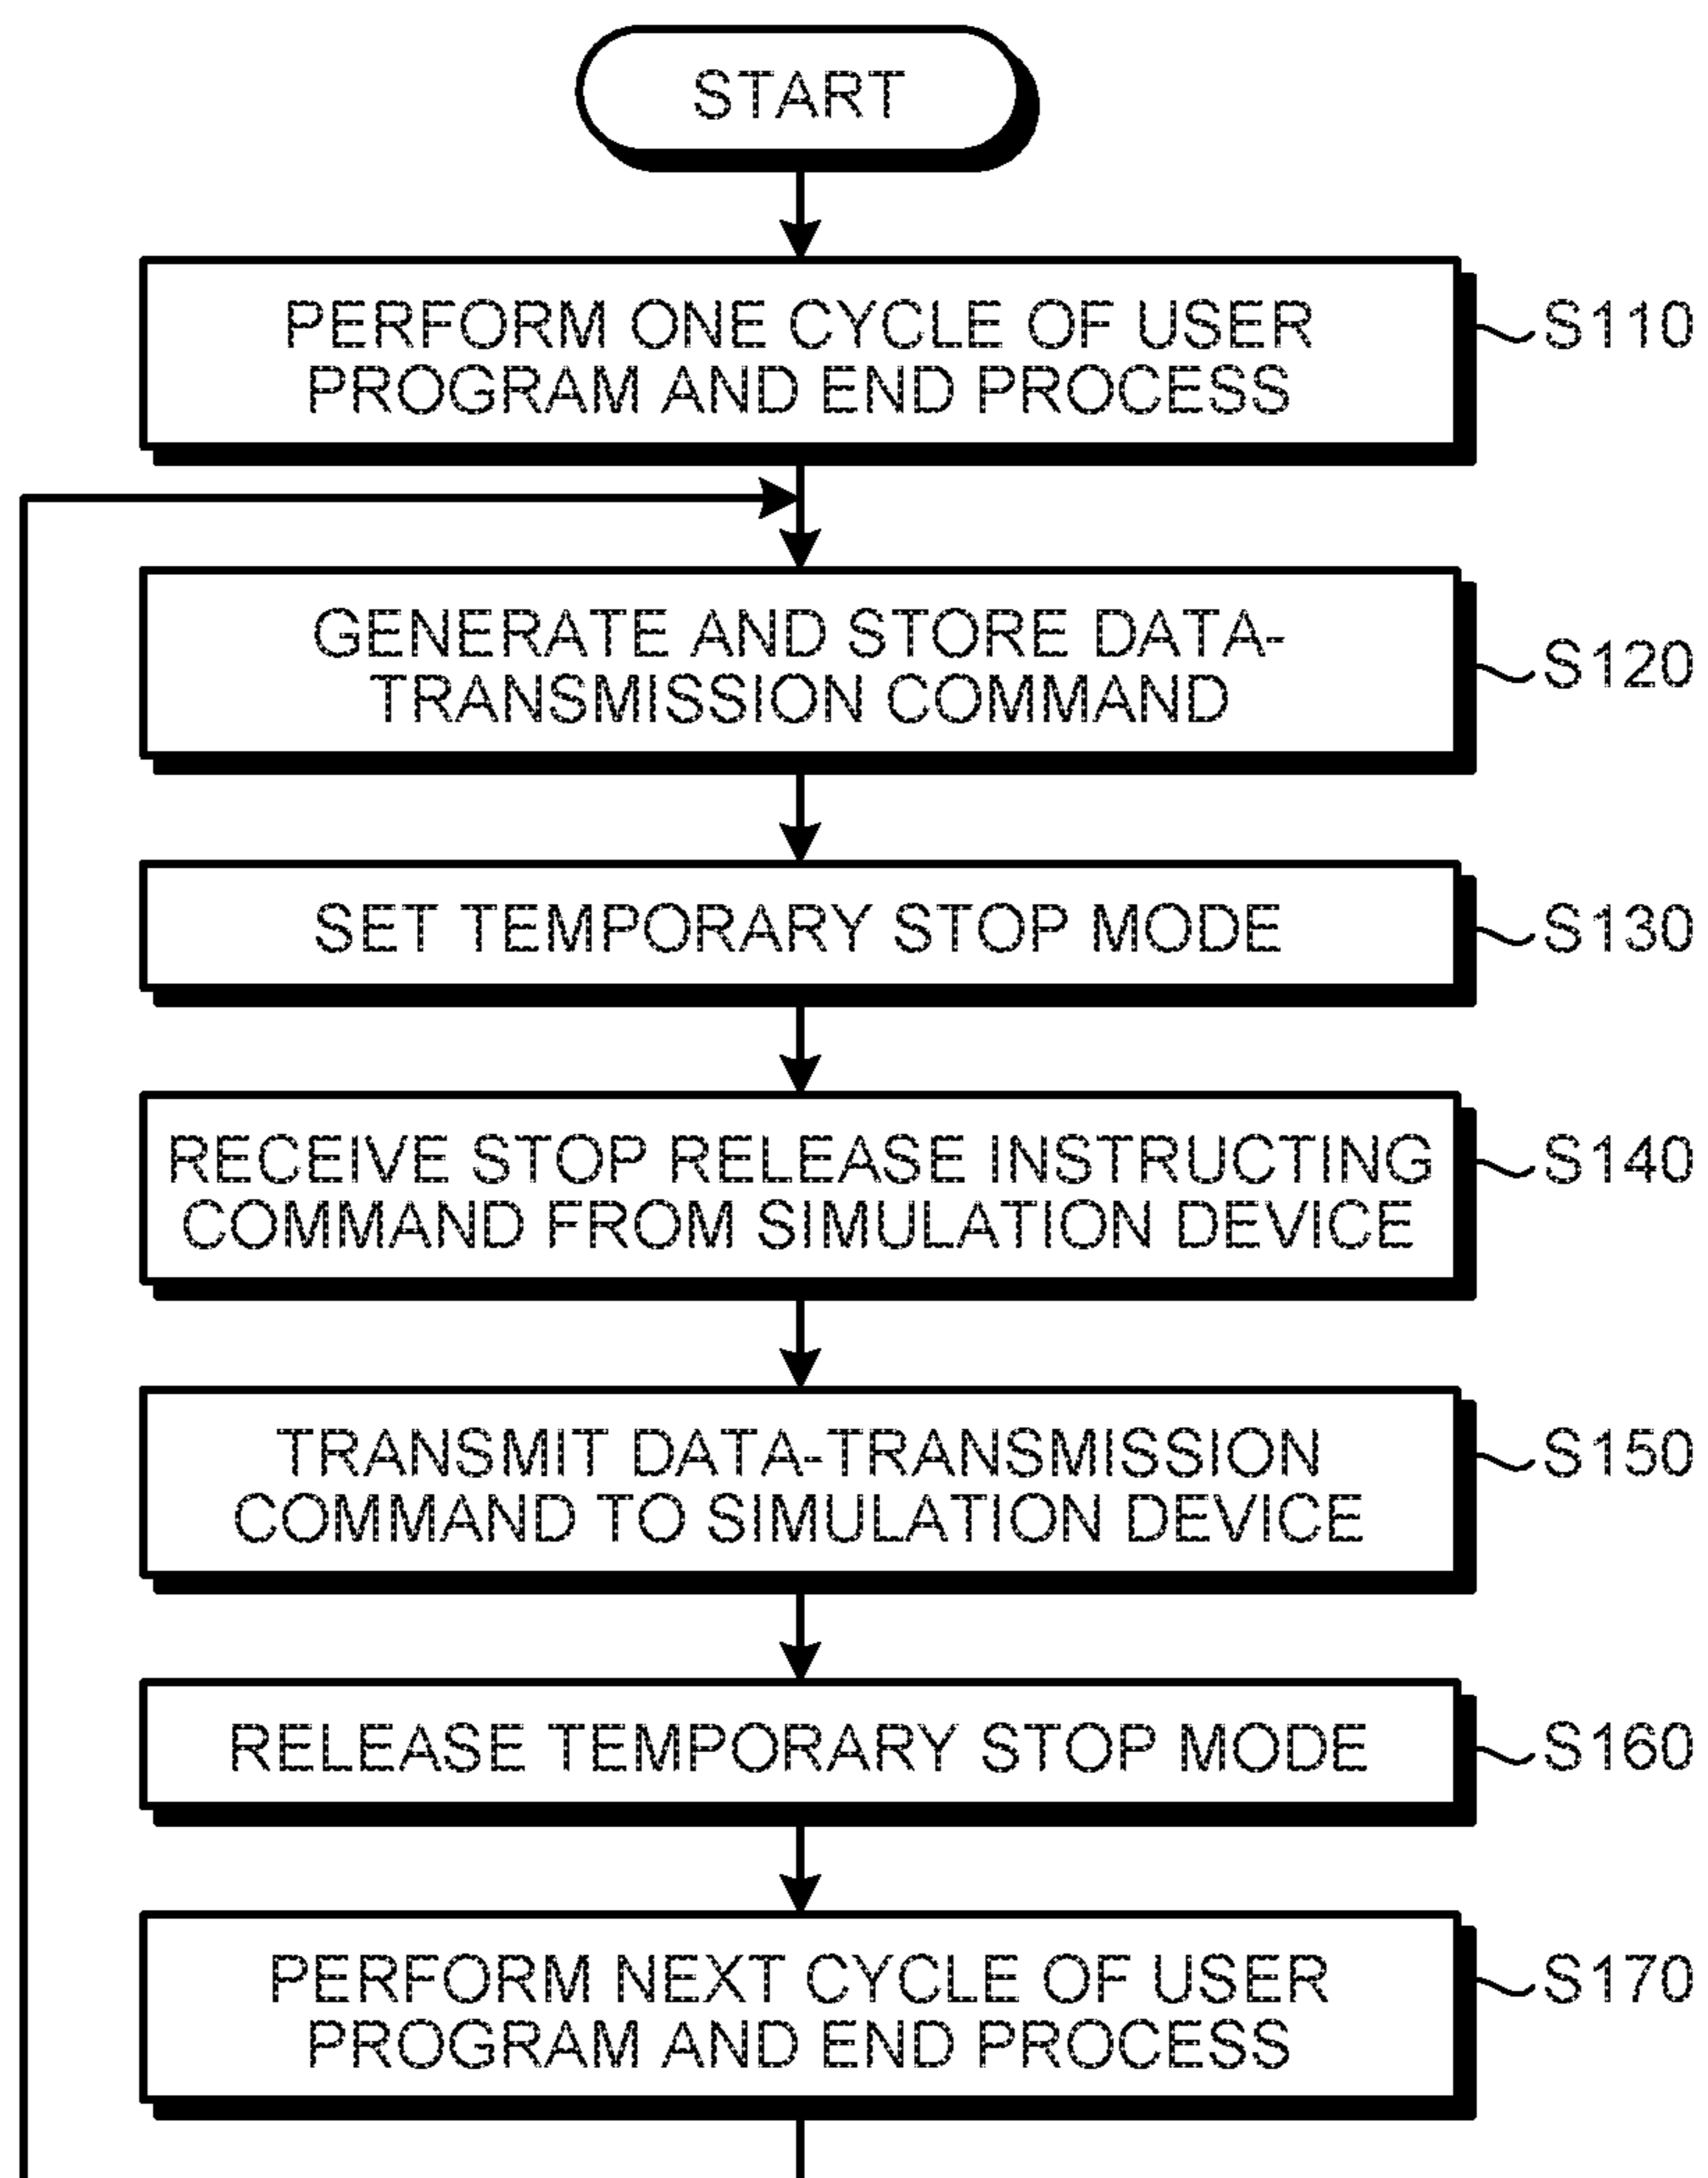 START
PERFORM ONE CYCLE OF USER
PROGRAM AND END PROCESS
S110
GENERATE AND STORE DATA-
TRANSMISSION COMMAND
S120
SET TEMPORARY STOP MODE
S130
RECEIVE STOP RELEASE INSTRUCTING
COMMAND FROM SIMULATION DEVICE
S140
TRANSMIT DATA-TRANSMISSION
COMMAND TO SIMULATION DEVICE
S150
RELEASE TEMPORARY STOP MODE
S160
PERFORM NEXT CYCLE OF USER
PROGRAM AND END PROCESS
S170